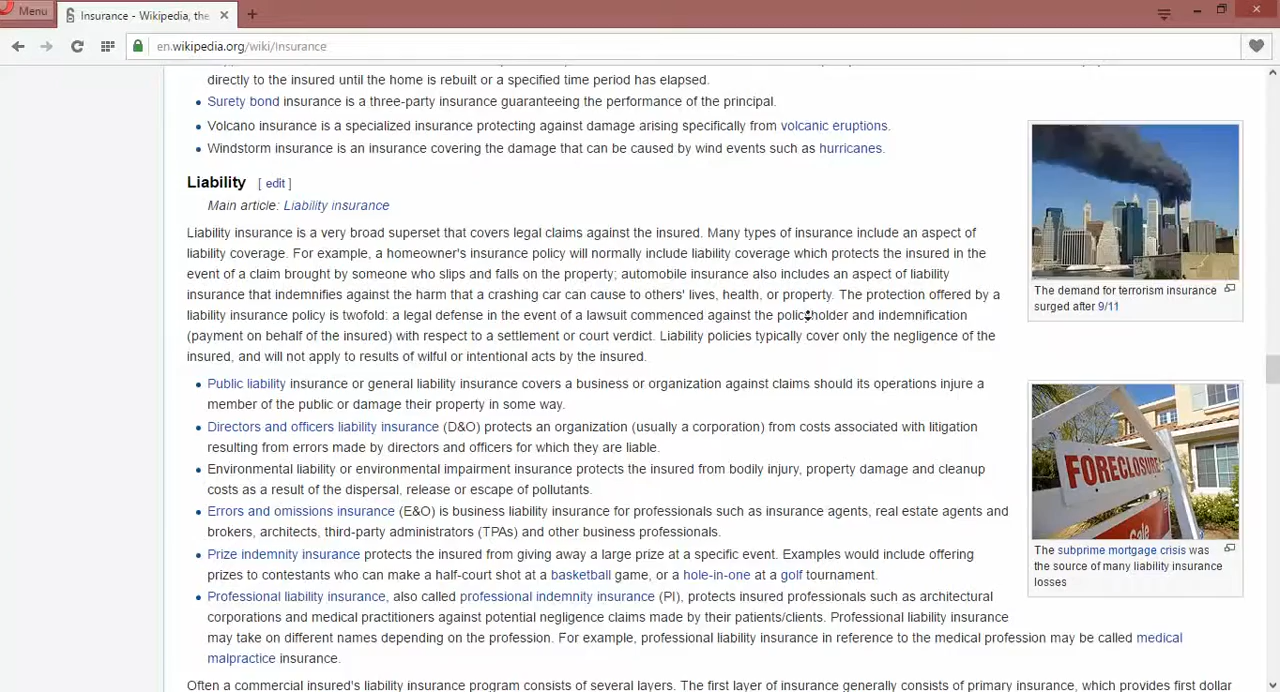 Menu
Insurance - Wikipedia, the
en.wikipedia.org/wiki/Insurance
directly to the insured until the home is rebuilt or a specified time period has elapsed.
Surety bond insurance is a three-party insurance guaranteeing the performance of the principal.
Volcano insurance is a specialized insurance protecting against damage arising specifically from volcanic eruptions.
Windstorm insurance is an insurance covering the damage that can be caused by wind events such as hurricanes.
Liability [ edit ]
Main article: Liability insurance
Liability insurance is a very broad superset that covers legal claims against the insured. Many types of insurance include an aspect of
liability coverage. For example, a homeowner's insurance policy will normally include liability coverage which protects the insured in the
event of a claim brought by someone who slips and falls on the property; automobile insurance also includes an aspect of liability
insurance that indemnifies against the harm that a crashing car can cause to others' lives, health, or property. The protection offered by a
liability insurance policy is twofold: a legal defense in the event of a lawsuit commenced against the policyholder and indemnification
(payment on behalf of the insured) with respect to a settlement or court verdict. Liability policies typically cover only the negligence of the
insured, and will not apply to results of wilful or intentional acts by the insured.
Public liability insurance or general liability insurance covers a business or organization against claims should its operations injure a
member of the public or damage their property in some way.
Directors and officers liability insurance (D&O) protects an organization (usually a corporation) from costs associated with litigation
resulting from errors made by directors and officers for which they are liable.
Environmental liability or environmental impairment insurance protects the insured from bodily injury, property damage and cleanup
costs as a result of the dispersal, release or escape of pollutants.
Errors and omissions insurance (E&O) is business liability insurance for professionals such as insurance agents, real estate agents and
brokers, architects, third-party administrators (TPAs) and other business professionals.
Prize indemnity insurance protects the insured from giving away a large prize at a specific event. Examples would include offering
prizes to contestants who can make a half-court shot at a basketball game, or a hole-in-one at a golf tournament.
Professional liability insurance, also called professional indemnity insurance (PI), protects insured professionals such as architectural
corporations and medical practitioners against potential negligence claims made by their patients/clients. Professional liability insurance
may take on different names depending on the profession. For example, professional liability insurance in reference to the medical profession may be called medical
malpractice insurance.
Often a commercial insured's liability insurance program consists of several layers. The first layer of insurance generally consists of primary insurance, which provides first dollar
The demand for terrorism insurance
surged after 9/11
FORECLOSURE
Sale
The subprime mortgage crisis was
the source of many liability insurance
losses